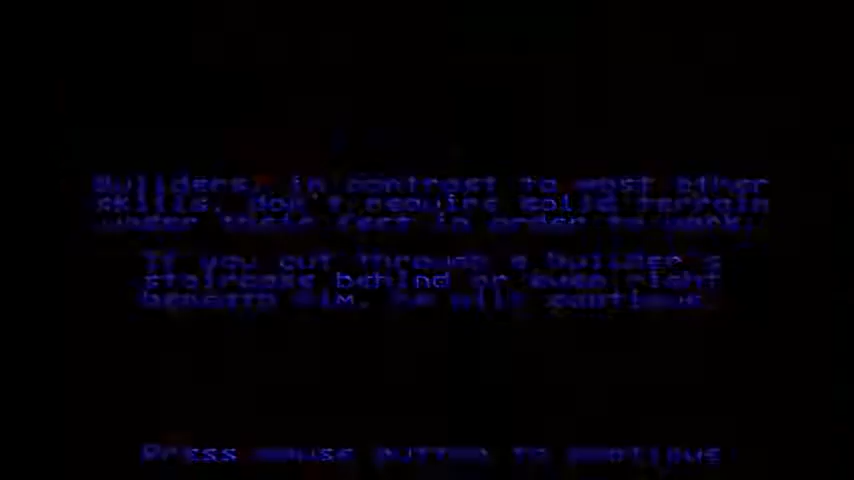 Builders, in contrast to most other
skills, don't require solid terrain
under their feet in order to work.
If you cut through a builder's
staircase behind or even right
beneath him, he will continue.
Press mouse button to continue